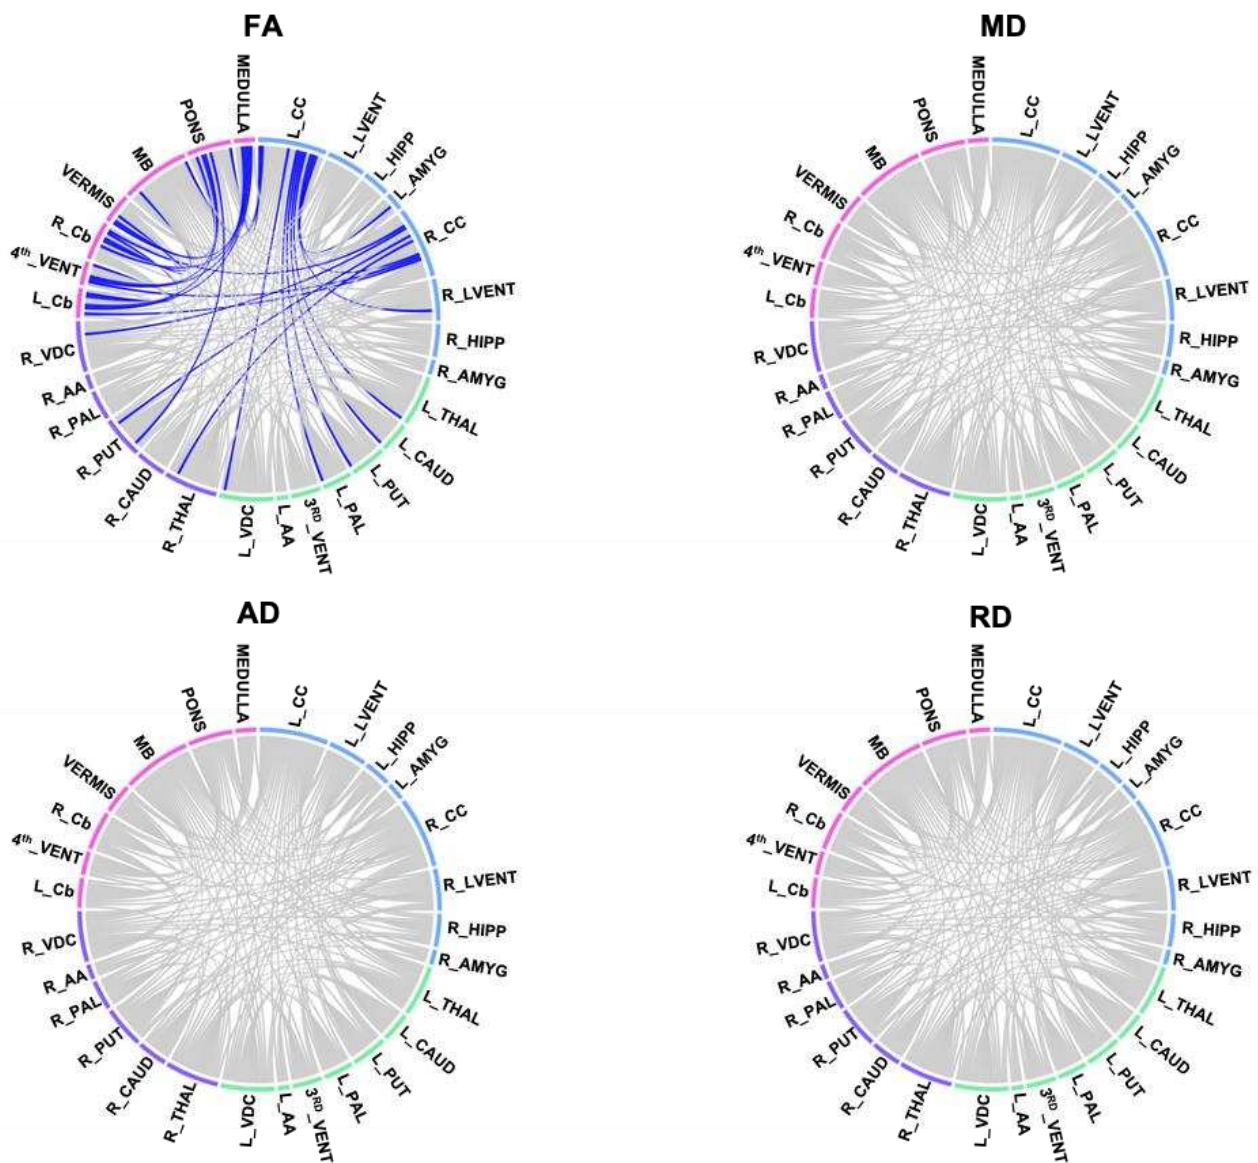 FA
MEDULLA
L_CC
L_LVENT
L_HIPP
L_AMYG
R_CC
R_LVENT
R_HIPP
R_AMYG
L_THAL
L_CAUD
L_PUT
L_PAL
3RD_VENT
L_AA
L_VDC
R_THAL
R_CAUD
R_PUT
R_PAL
R_AA
R_VDC
L_Cb
4th_VENT
R_Cb
VERMIS
MB
PONS
MD
MEDULLA
L_CC
L_LVENT
L_HIPP
L_AMYG
R_CC
R_LVENT
R_HIPP
R_AMYG
L_THAL
L_CAUD
L_PUT
L_PAL
3RD_VENT
L_AA
L_VDC
R_THAL
R_CAUD
R_PUT
R_PAL
R_AA
R_VDC
L_Cb
4th_VENT
R_Cb
VERMIS
MB
PONS
AD
MEDULLA
L_CC
L_LVENT
L_HIPP
L_AMYG
R_CC
R_LVENT
R_HIPP
R_AMYG
L_THAL
L_CAUD
L_PUT
L_PAL
3RD_VENT
L_AA
L_VDC
R_THAL
R_CAUD
R_PUT
R_PAL
R_AA
R_VDC
L_Cb
4th_VENT
R_Cb
VERMIS
MB
PONS
RD
MEDULLA
L_CC
L_LVENT
L_HIPP
L_AMYG
R_CC
R_LVENT
R_HIPP
R_AMYG
L_THAL
L_CAUD
L_PUT
L_PAL
3RD_VENT
L_AA
L_VDC
R_THAL
R_CAUD
R_PUT
R_PAL
R_AA
R_VDC
L_Cb
4th_VENT
R_Cb
VERMIS
MB
PONS